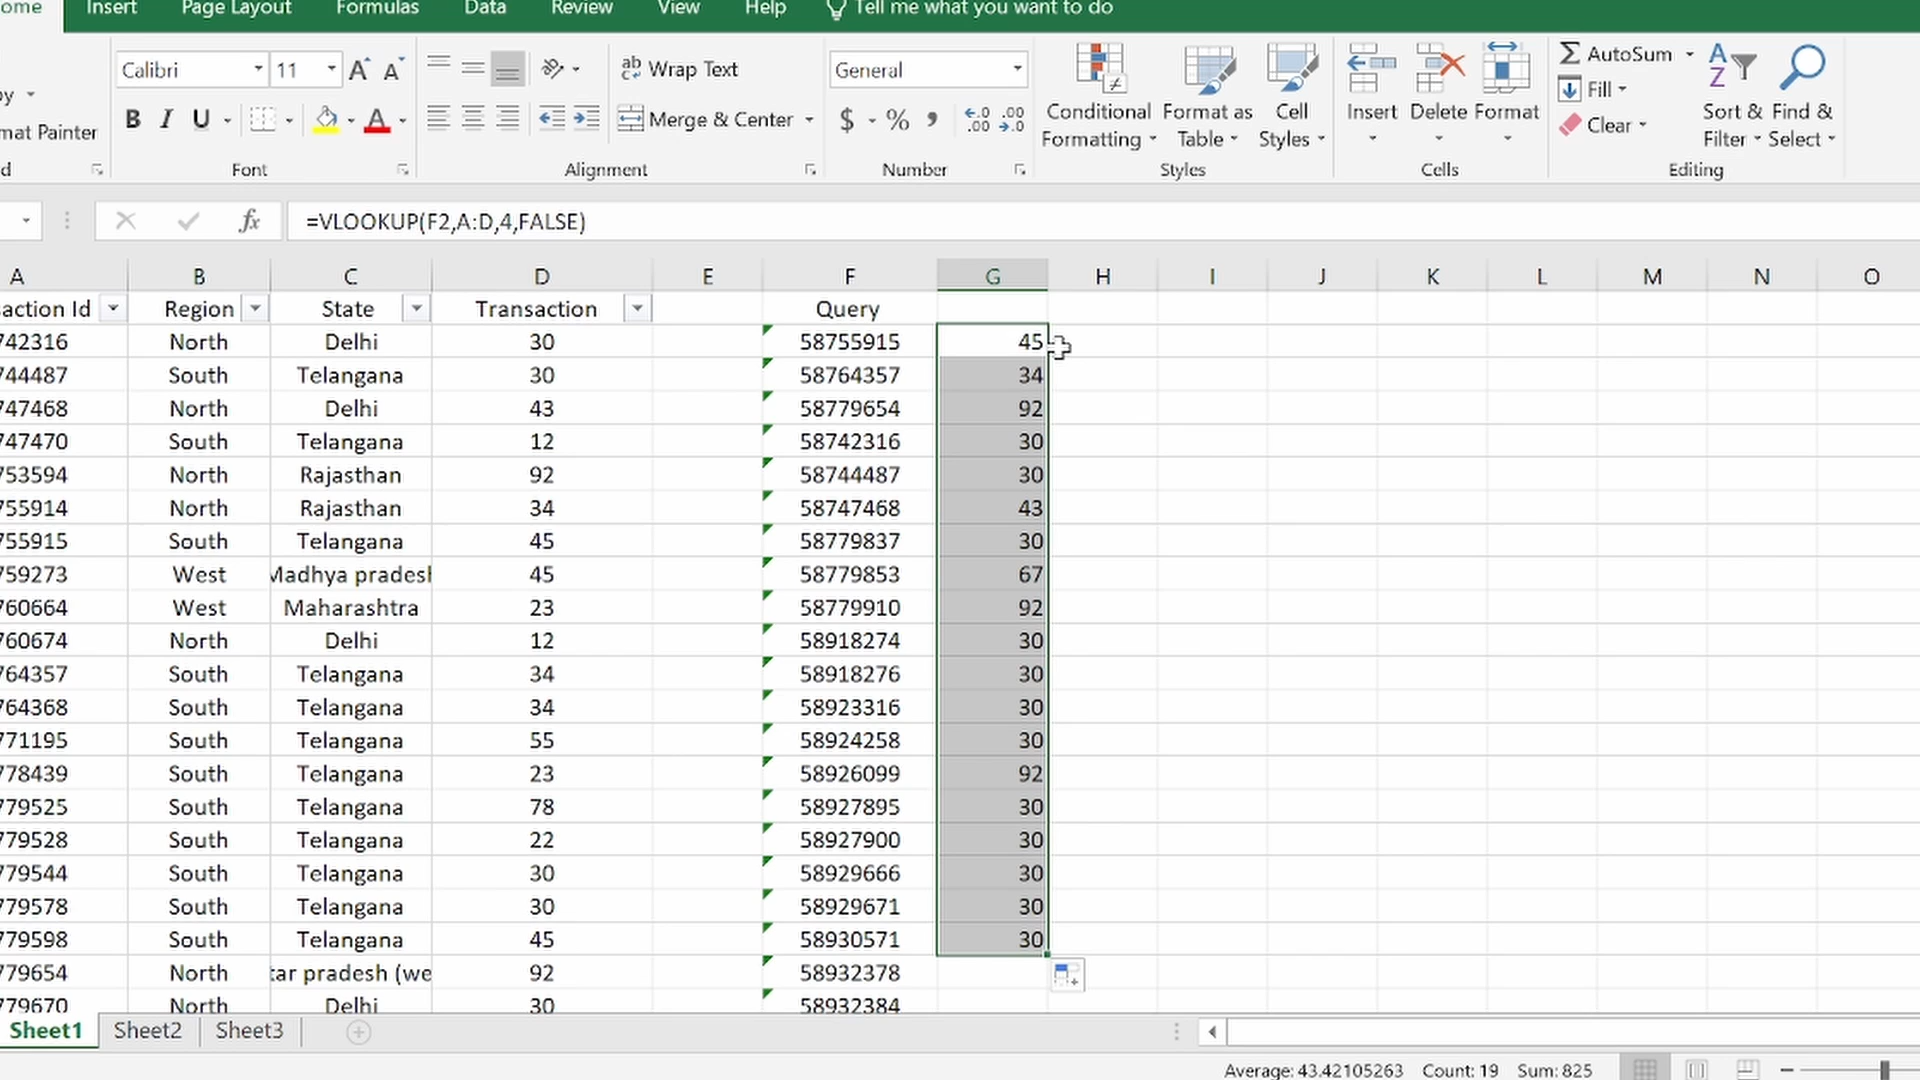 ome Insert Page Layout Formulas Data Review View Help Tell me what you want to do
Calibri 11 A A ab Wrap Text General AutoSum
py Fill
mat Painter B I U A Merge & Center $ % , .00 .00 Conditional Formatting Format as Table Cell Styles Insert Delete Format Clear Sort & Filter Find & Select
d Font Alignment Number Styles Cells Editing
fx =VLOOKUP(F2,A:D,4,FALSE)
A B C D E F G H I J K L M N O
saction Id Region State Transaction Query
742316 North Delhi 30 58755915 45
744487 South Telangana 30 58764357 34
747468 North Delhi 43 58779654 92
747470 South Telangana 12 58742316 30
753594 North Rajasthan 92 58744487 30
755914 North Rajasthan 34 58747468 43
755915 South Telangana 45 58779837 30
759273 West Madhya pradesh 45 58779853 67
760664 West Maharashtra 23 58779910 92
760674 North Delhi 12 58918274 30
764357 South Telangana 34 58918276 30
764368 South Telangana 34 58923316 30
771195 South Telangana 55 58924258 30
778439 South Telangana 23 58926099 92
779525 South Telangana 78 58927895 30
779528 South Telangana 22 58927900 30
779544 South Telangana 30 58929666 30
779578 South Telangana 30 58929671 30
779598 South Telangana 45 58930571 30
779654 North tar pradesh (we 92 58932378
779670 North Delhi 30 58932384
Sheet1 Sheet2 Sheet3
Average: 43.42105263 Count: 19 Sum: 825